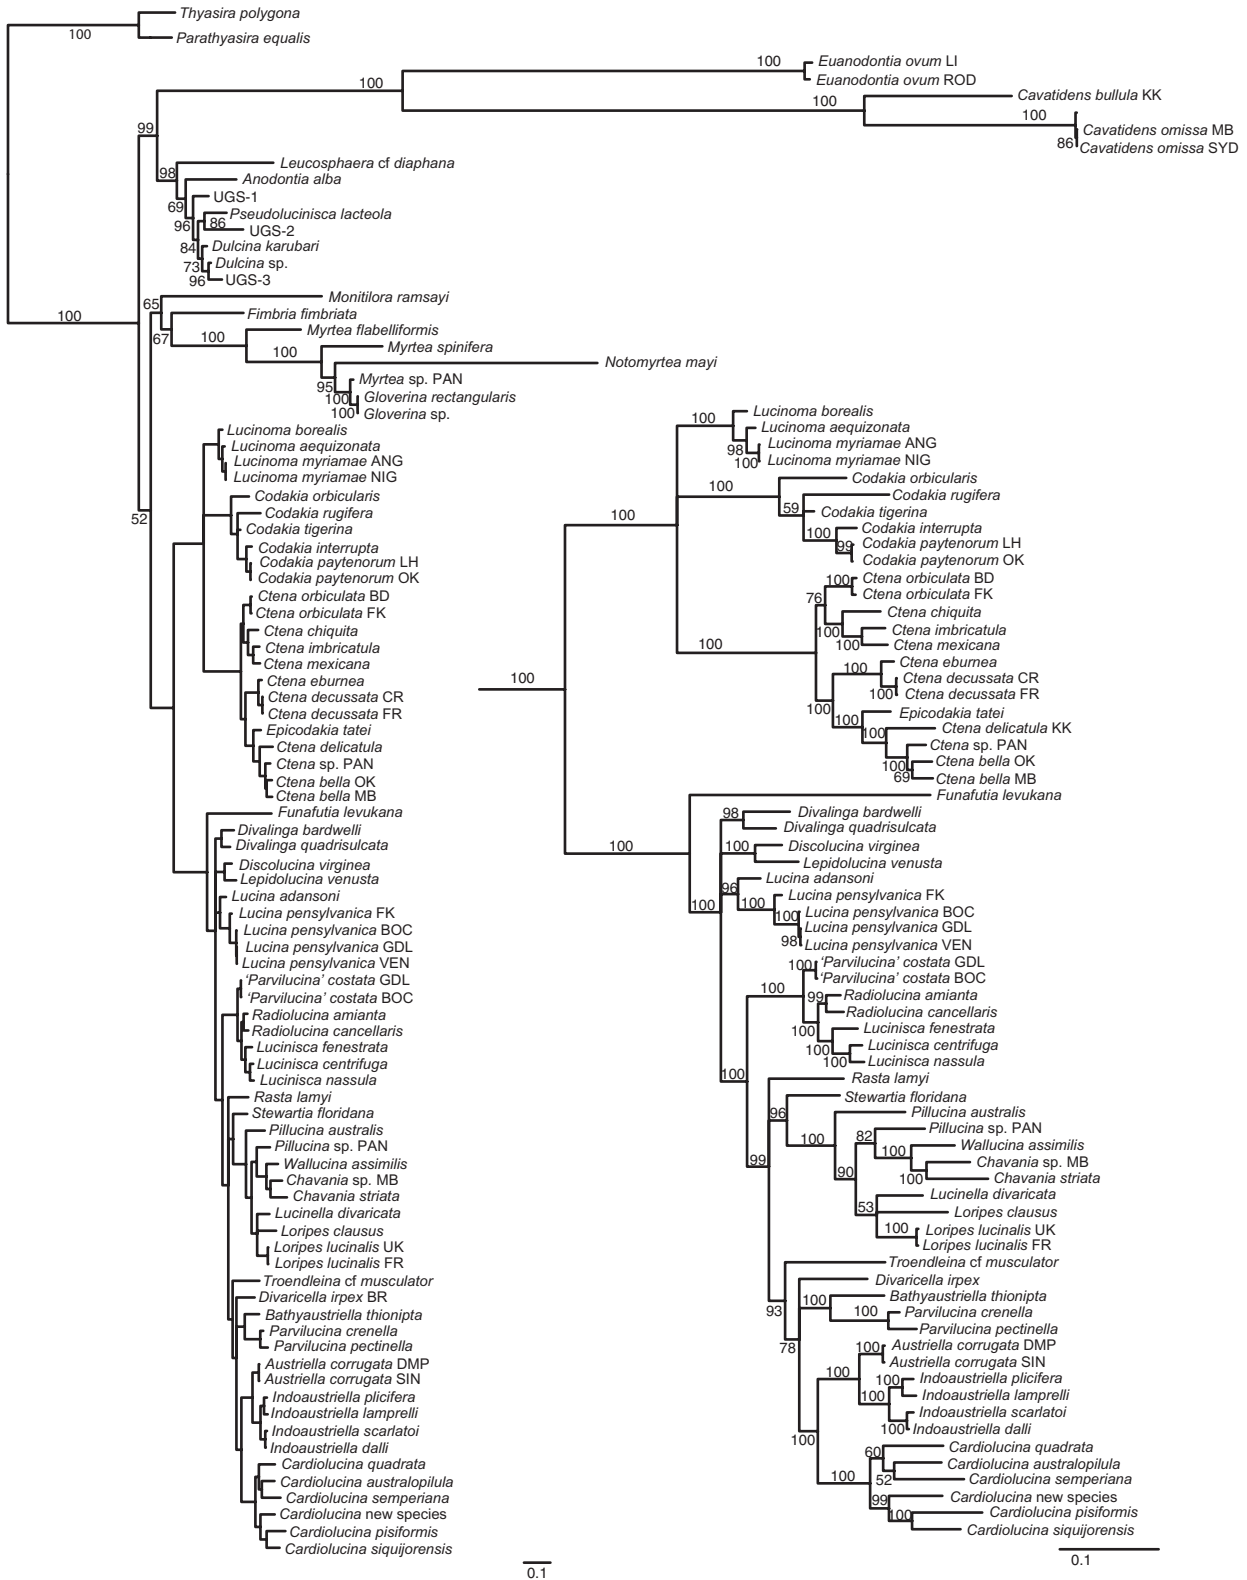 Thyasira polygona
100
Parathyasira equalis
100
Euanodontia ovum LI
Euanodontia ovum ROD
100
100
Cavatidens bullula KK
100
Cavatidens omissa MB
86
Cavatidens omissa SYD
99
98
Leucosphaera cf diaphana
Anodontia alba
69
UGS-1
96
Pseudolucinisca lacteola
86
UGS-2
84
Dulcina karubari
73
Dulcina sp.
96
UGS-3
100
65
Monitilora ramsayi
Fimbria fimbriata
67
100
Myrtea flabelliformis
100
Myrtea spinifera
Notomyrtea mayi
95
Myrtea sp. PAN
100
Gloverina rectangularis
100
Gloverina sp.
52
Lucinoma borealis
Lucinoma aequizonata
Lucinoma myriamae ANG
Lucinoma myriamae NIG
Codakia orbicularis
Codakia rugifera
Codakia tigerina
Codakia interrupta
Codakia paytenorum LH
Codakia paytenorum OK
Ctena orbiculata BD
Ctena orbiculata FK
Ctena chiquita
Ctena imbricatula
Ctena mexicana
Ctena eburnea
Ctena decussata CR
Ctena decussata FR
Epicodakia tatei
Ctena delicatula
Ctena sp. PAN
Ctena bella OK
Ctena bella MB
Funafutia levukana
Divalinga bardwelli
Divalinga quadrisulcata
Discolucina virginea
Lepidolucina venusta
Lucina adansoni
Lucina pensylvanica FK
Lucina pensylvanica BOC
Lucina pensylvanica GDL
Lucina pensylvanica VEN
'Parvilucina' costata GDL
'Parvilucina' costata BOC
Radiolucina amianta
Radiolucina cancellaris
Lucinisca fenestrata
Lucinisca centrifuga
Lucinisca nassula
Rasta lamyi
Stewartia floridana
Pillucina australis
Pillucina sp. PAN
Wallucina assimilis
Chavania sp. MB
Chavania striata
Lucinella divaricata
Loripes clausus
Loripes lucinalis UK
Loripes lucinalis FR
Troendleina cf musculator
Divaricella irpex BR
Bathyaustriella thionipta
Parvilucina crenella
Parvilucina pectinella
Austriella corrugata DMP
Austriella corrugata SIN
Indoaustriella plicifera
Indoaustriella lamprelli
Indoaustriella scarlatoi
Indoaustriella dalli
Cardiolucina quadrata
Cardiolucina australopilula
Cardiolucina semperiana
Cardiolucina new species
Cardiolucina pisiformis
Cardiolucina siquijorensis
0.1
100
100
100
Lucinoma borealis
Lucinoma aequizonata
98
Lucinoma myriamae ANG
100
Lucinoma myriamae NIG
100
Codakia orbicularis
59
Codakia rugifera
Codakia tigerina
100
Codakia interrupta
99
Codakia paytenorum LH
Codakia paytenorum OK
100
76
100
Ctena orbiculata BD
Ctena orbiculata FK
Ctena chiquita
100
Ctena imbricatula
100
Ctena mexicana
100
100
Ctena eburnea
Ctena decussata CR
100
Ctena decussata FR
100
Epicodakia tatei
100
Ctena delicatula KK
Ctena sp. PAN
100
Ctena bella OK
69
Ctena bella MB
100
Funafutia levukana
100
98
Divalinga bardwelli
Divalinga quadrisulcata
100
Discolucina virginea
Lepidolucina venusta
96
Lucina adansoni
100
Lucina pensylvanica FK
100
Lucina pensylvanica BOC
Lucina pensylvanica GDL
98
Lucina pensylvanica VEN
100
100
100
'Parvilucina' costata GDL
'Parvilucina' costata BOC
99
Radiolucina amianta
Radiolucina cancellaris
100
Lucinisca fenestrata
100
Lucinisca centrifuga
100
Lucinisca nassula
99
Rasta lamyi
96
Stewartia floridana
100
Pillucina australis
90
82
Pillucina sp. PAN
100
Wallucina assimilis
Chavania sp. MB
100
Chavania striata
53
Lucinella divaricata
Loripes clausus
100
Loripes lucinalis UK
Loripes lucinalis FR
93
Troendleina cf musculator
78
Divaricella irpex
100
Bathyaustriella thionipta
100
Parvilucina crenella
Parvilucina pectinella
100
100
100
Austriella corrugata DMP
Austriella corrugata SIN
100
100
Indoaustriella plicifera
Indoaustriella lamprelli
Indoaustriella scarlatoi
100
Indoaustriella dalli
100
60
Cardiolucina quadrata
Cardiolucina australopilula
52
Cardiolucina semperiana
99
Cardiolucina new species
100
Cardiolucina pisiformis
Cardiolucina siquijorensis
0.1